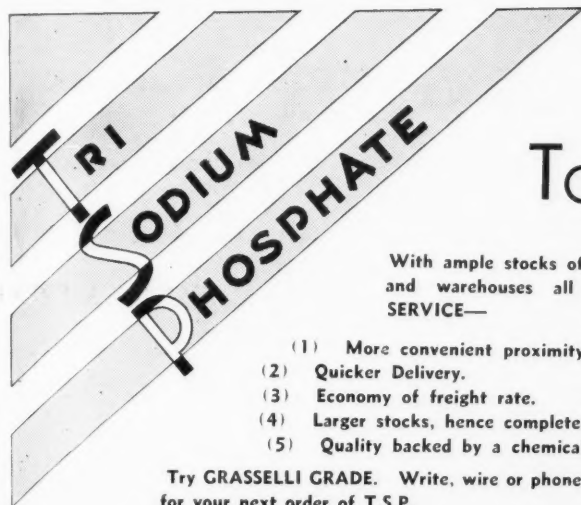 TRI
SODIUM
PHOSPHATE
To
With ample stocks of
and warehouses all
SERVICE—
(1) More convenient proximity
(2) Quicker Delivery.
(3) Economy of freight rate.
(4) Larger stocks, hence complete
(5) Quality backed by a chemica
Try GRASSELLI GRADE. Write, wire or phone
for your next order of T.S.P.